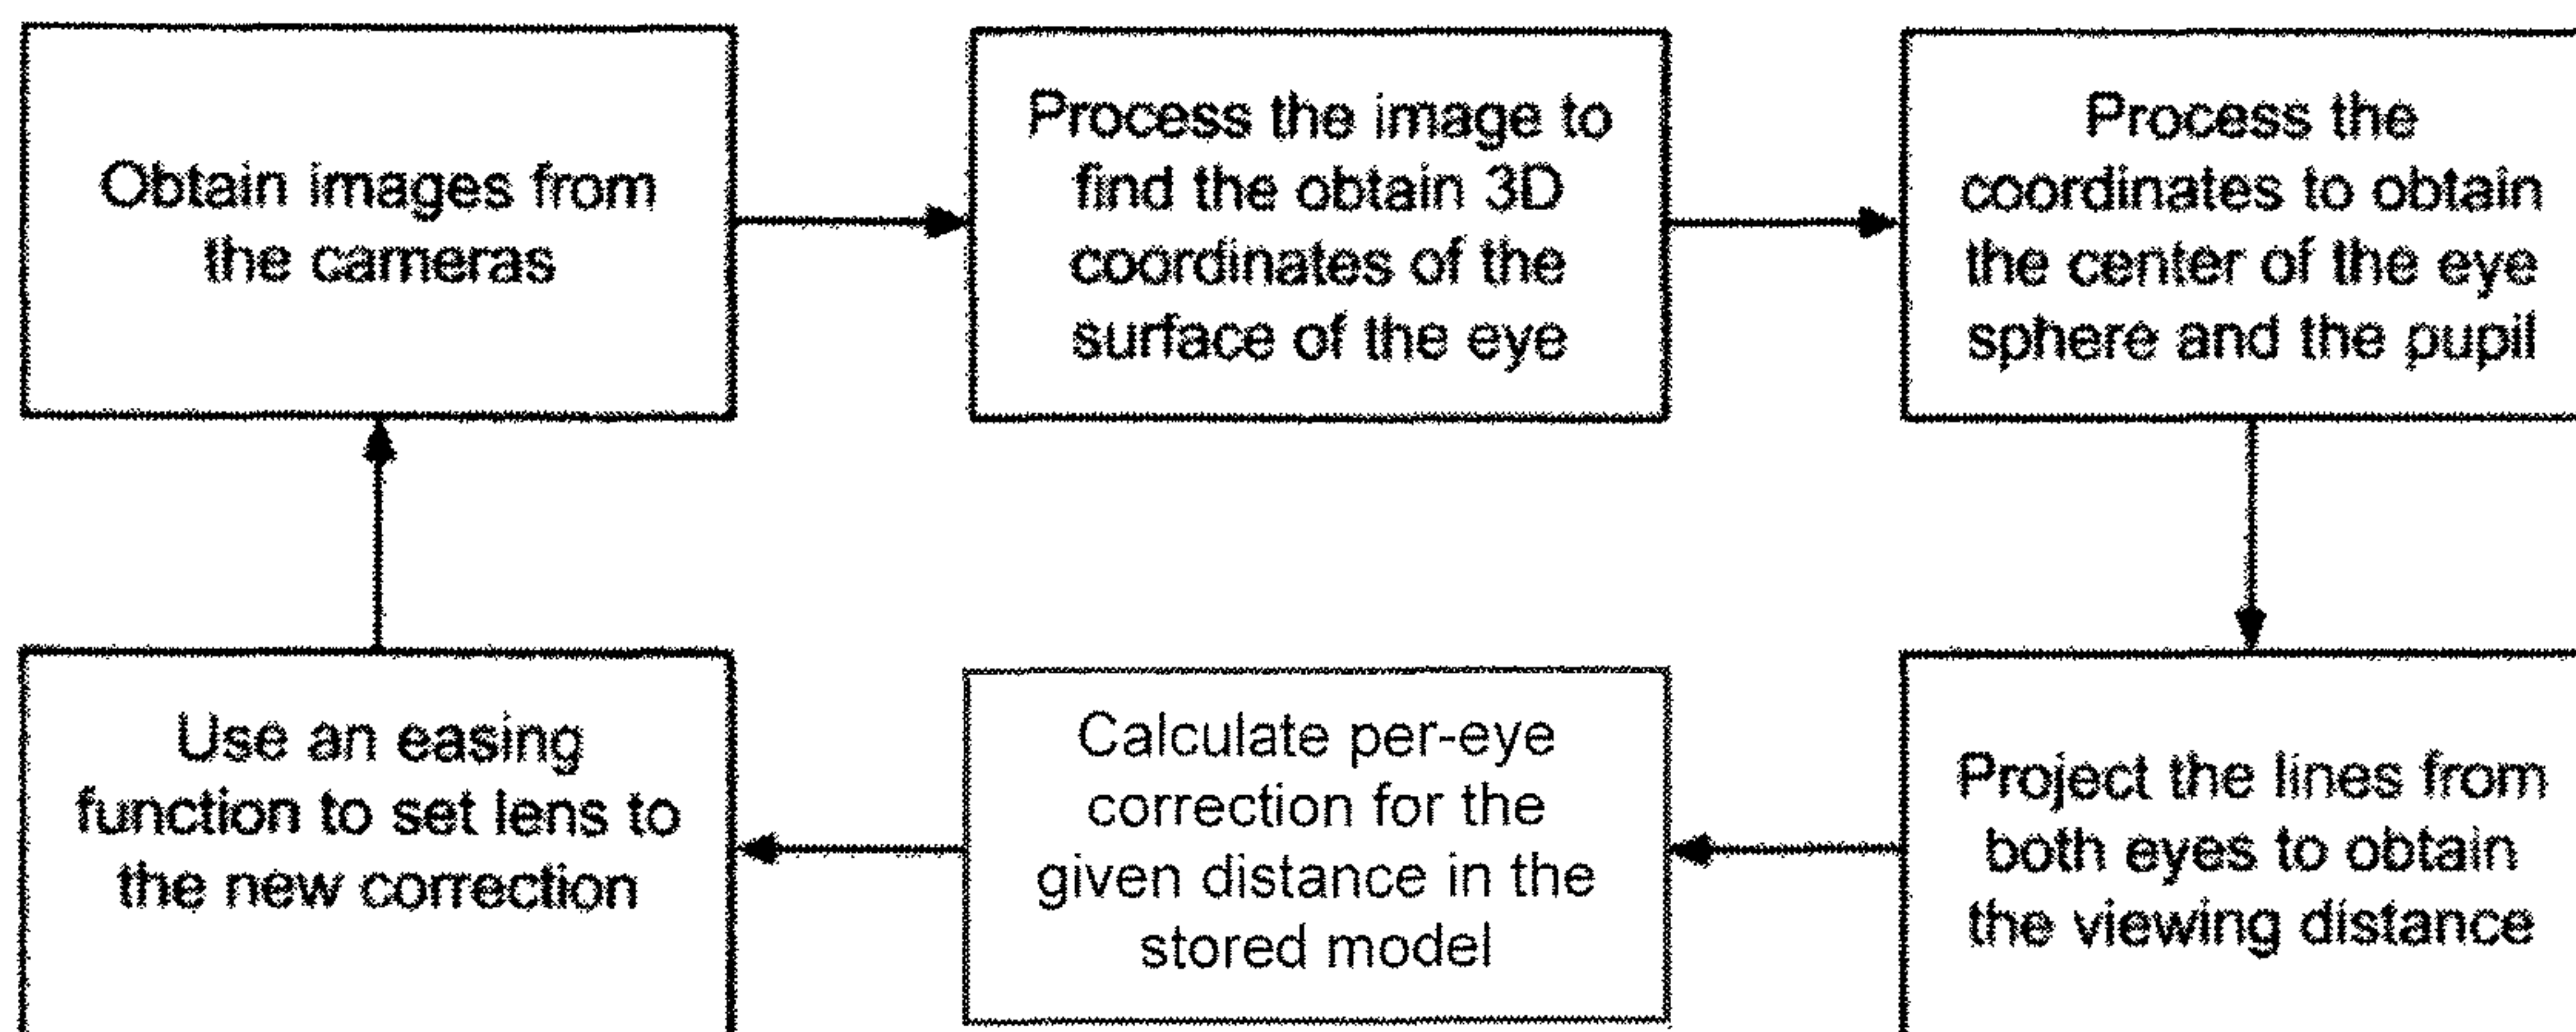 Obtain images from
the cameras
Process the image to
find the obtain 3D
coordinates of the
surface of the eye
Process the
coordinates to obtain
the center of the eye
sphere and the pupil
Project the lines from
both eyes to obtain
the viewing distance
Calculate per-eye
correction for the
given distance in the
stored model
Use an easing
function to set lens to
the new correction